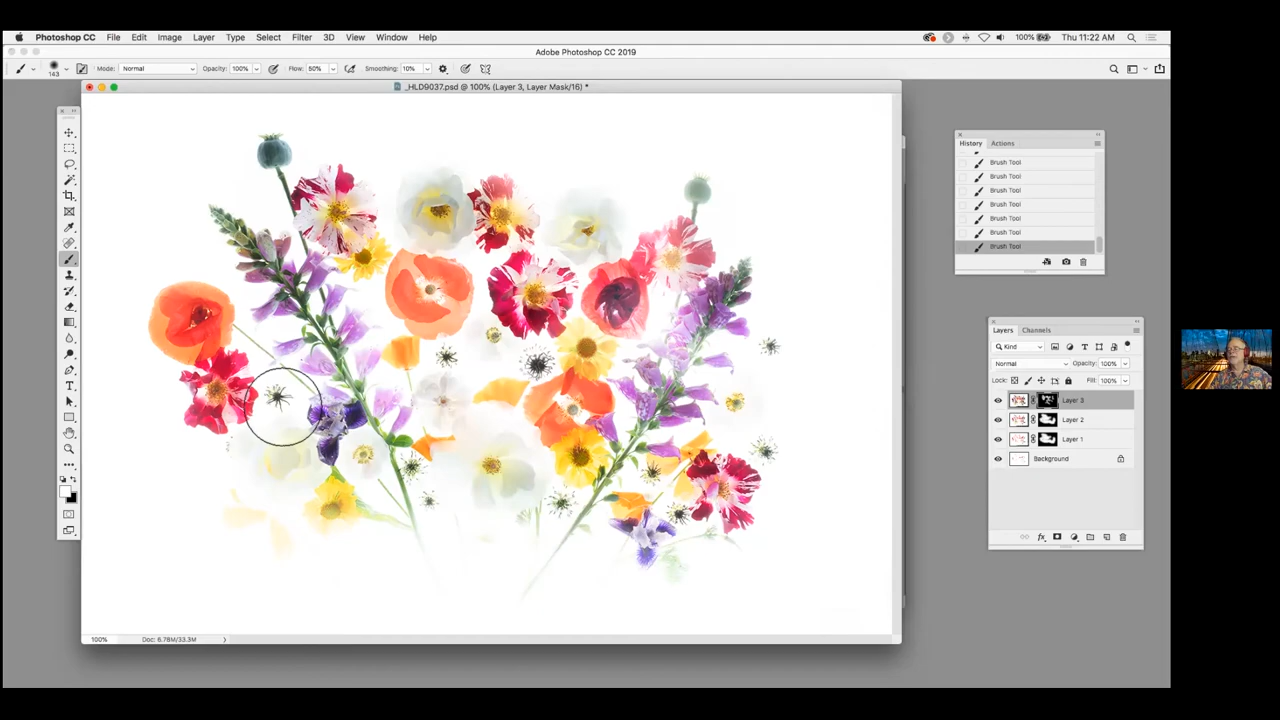 Photoshop CC File Edit Image Layer Type Select Filter 3D View Window Help 100% Thu 11:22 AM
Adobe Photoshop CC 2019
143 Mode: Normal Opacity: 100% Flow: 50% Smoothing: 10%
_HLD9037.psd @ 100% (Layer 3, Layer Mask/16) *
History Actions
Brush Tool
Brush Tool
Brush Tool
Brush Tool
Brush Tool
Brush Tool
Brush Tool
Layers Channels
Kind
Normal Opacity: 100%
Lock: Fill: 100%
Layer 3
Layer 2
Layer 1
Background
100% Doc: 6.78M/33.3M